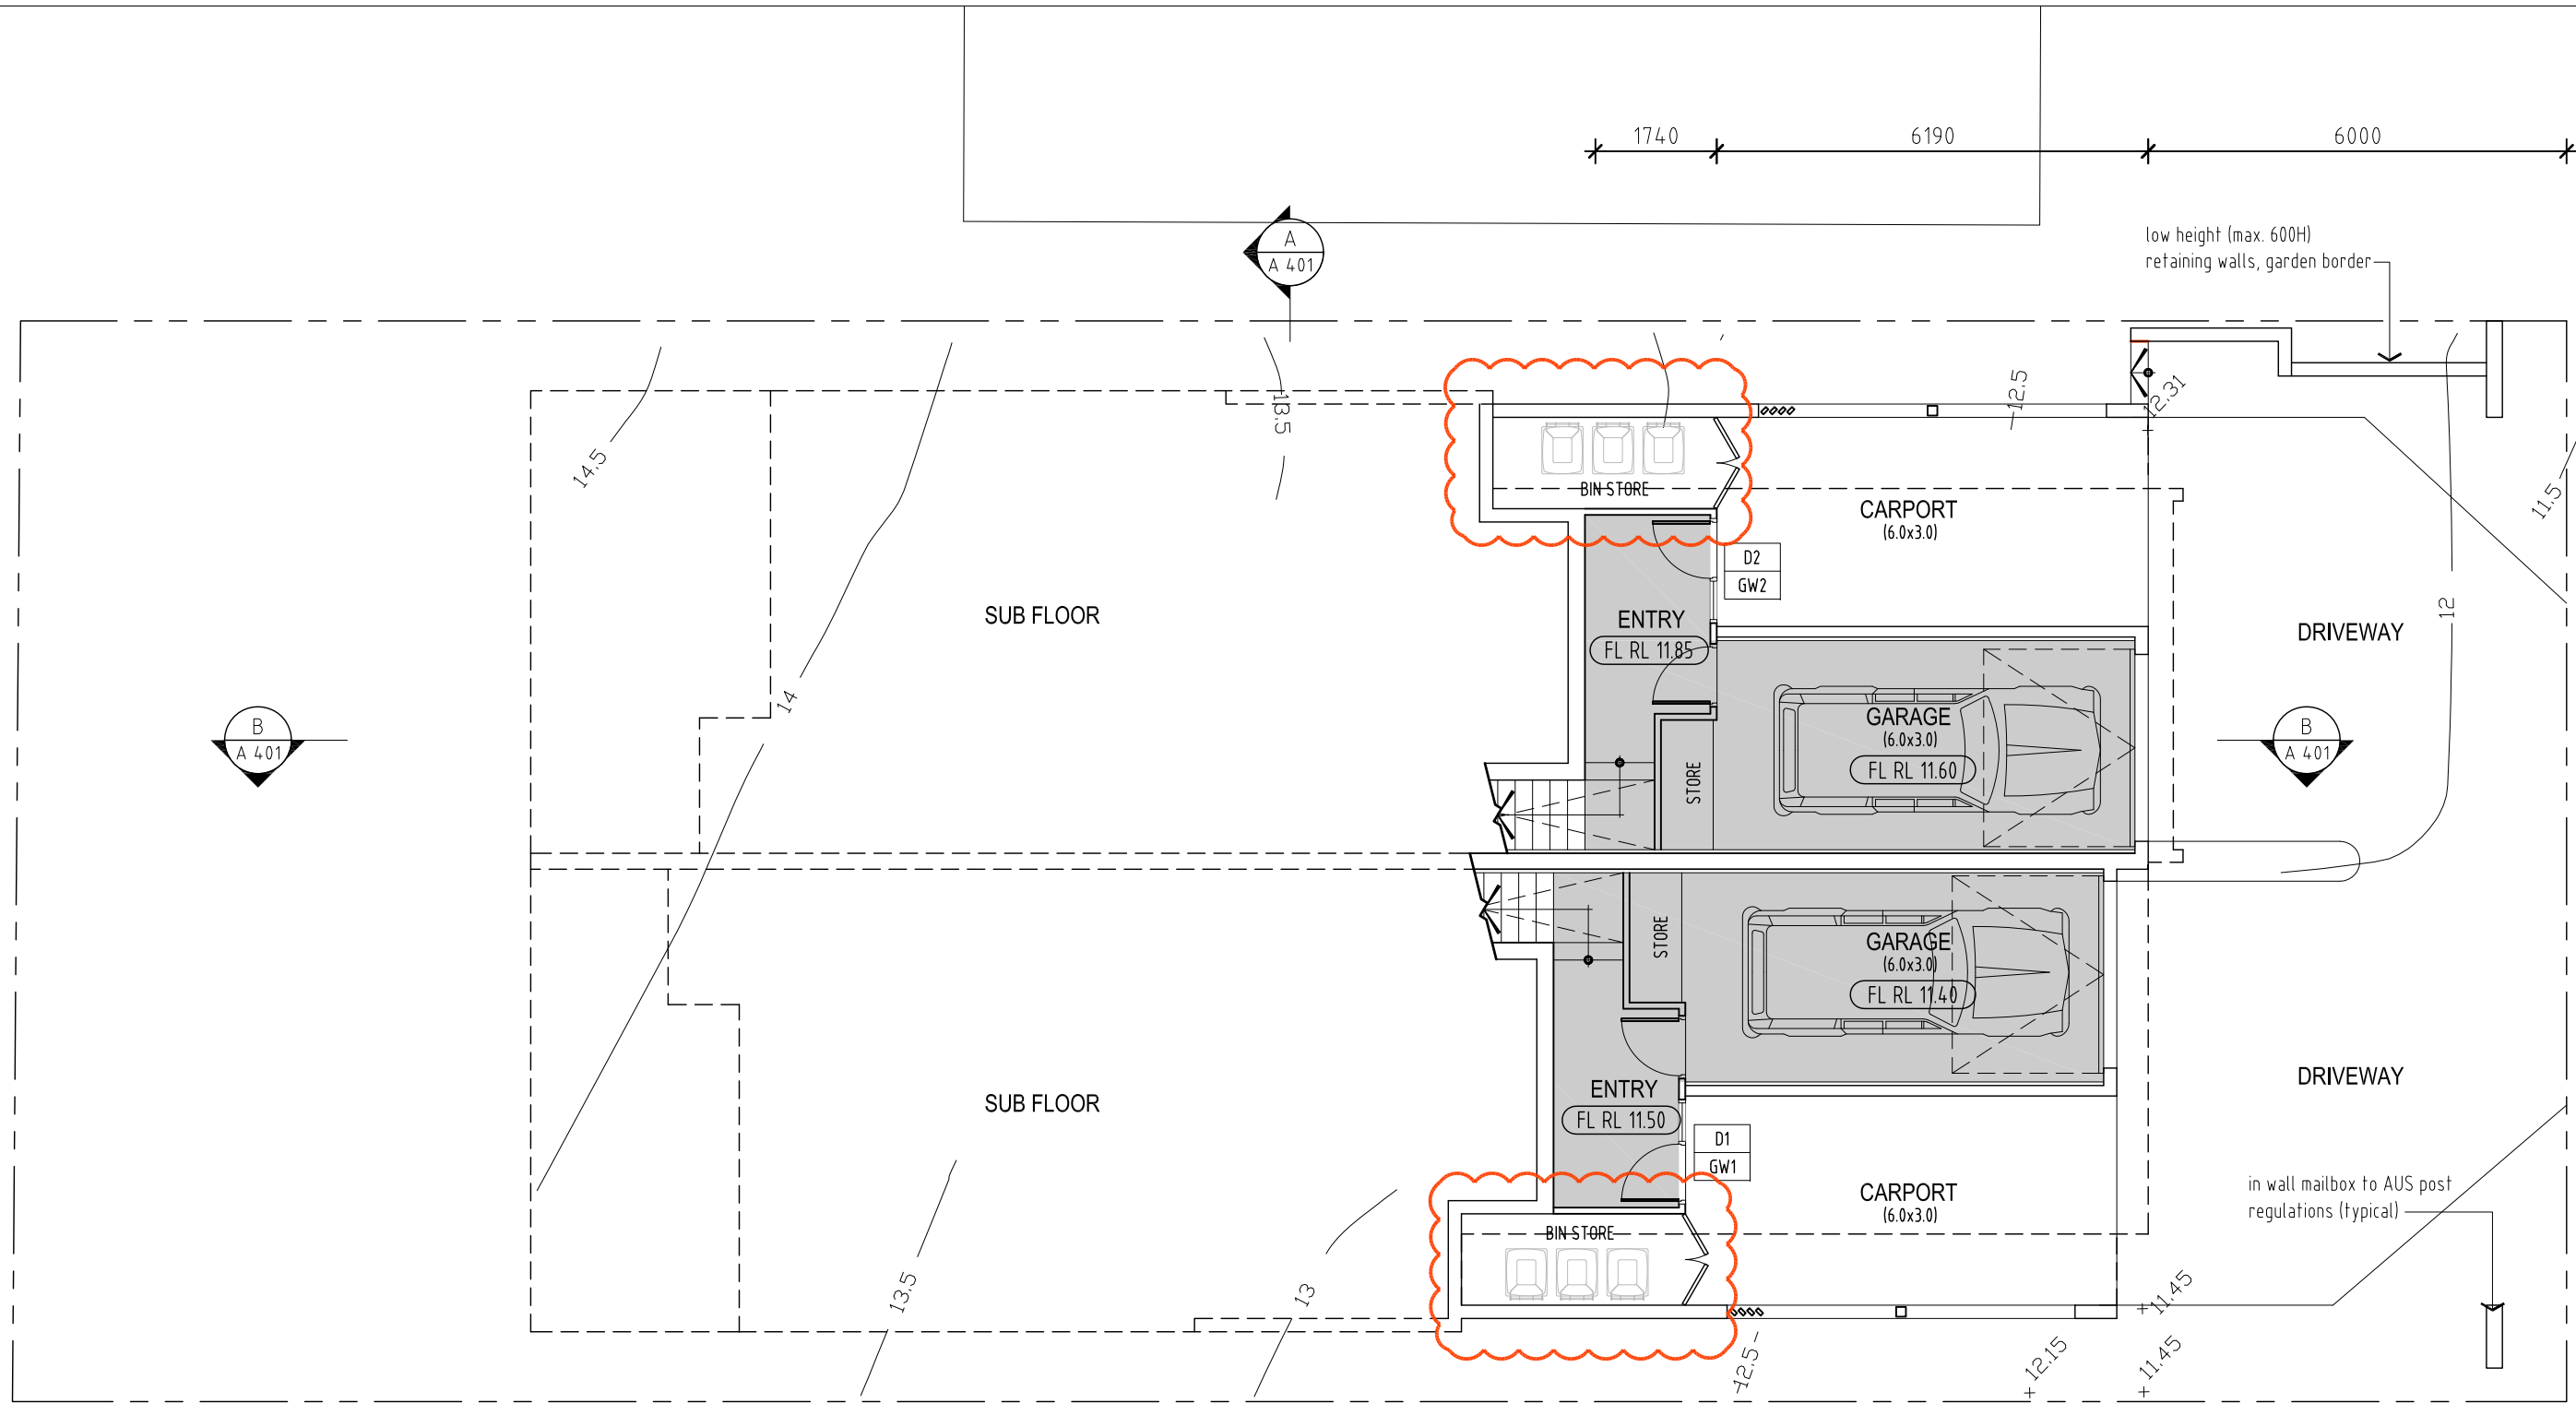 1740
6190
6000
A
A 401
low height (max. 600H)
retaining walls, garden border
14.5
13.5
12.5
12.31
11.5
BIN STORE
CARPORT
(6.0x3.0)
D2
GW2
SUB FLOOR
ENTRY
FL RL 11.85
12
DRIVEWAY
14
B
A 401
GARAGE
(6.0x3.0)
FL RL 11.60
STORE
B
A 401
STORE
GARAGE
(6.0x3.0)
FL RL 11.40
SUB FLOOR
ENTRY
FL RL 11.50
DRIVEWAY
D1
GW1
CARPORT
(6.0x3.0)
in wall mailbox to AUS post
regulations (typical)
BIN STORE
13.5
13
12.5
11.45
12.15
11.45